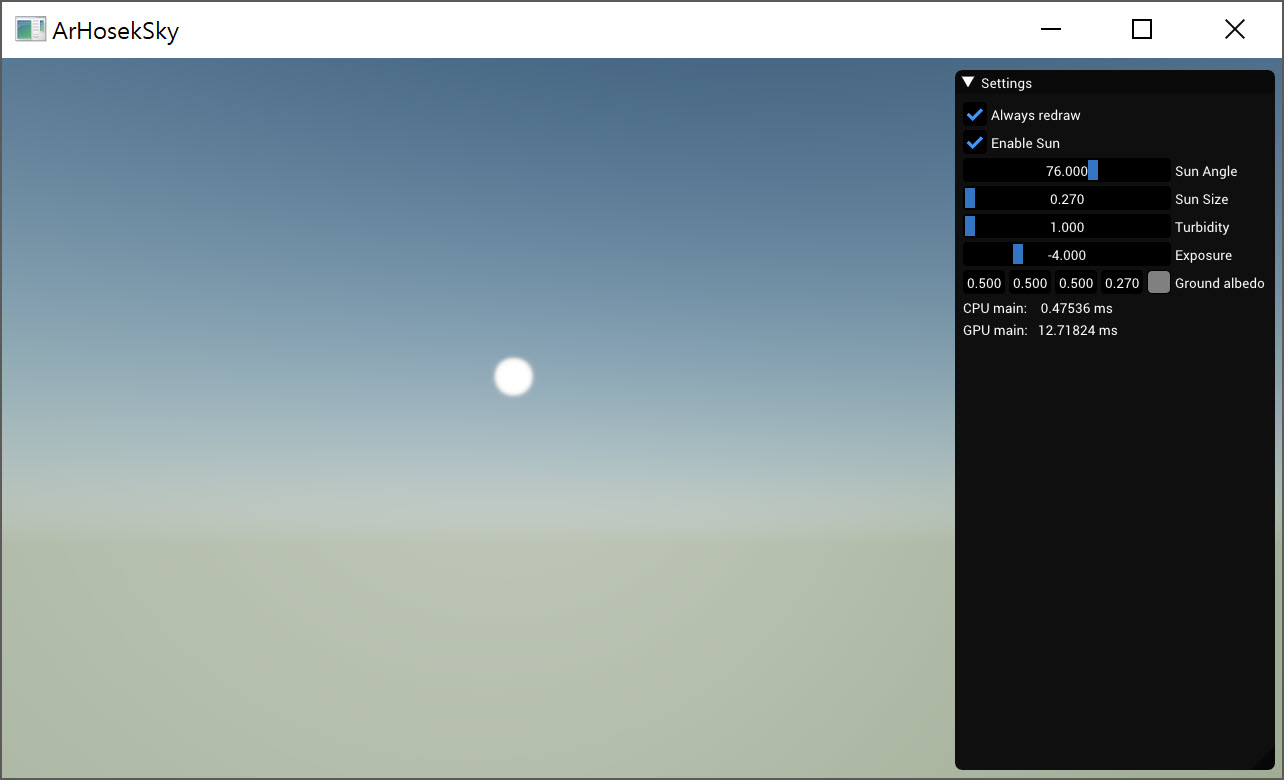 ArHosekSky
Settings
Always redraw
Enable Sun
76.000 Sun Angle
0.270 Sun Size
1.000 Turbidity
-4.000 Exposure
0.500 0.500 0.500 0.270 Ground albedo
CPU main: 0.47536 ms
GPU main: 12.71824 ms